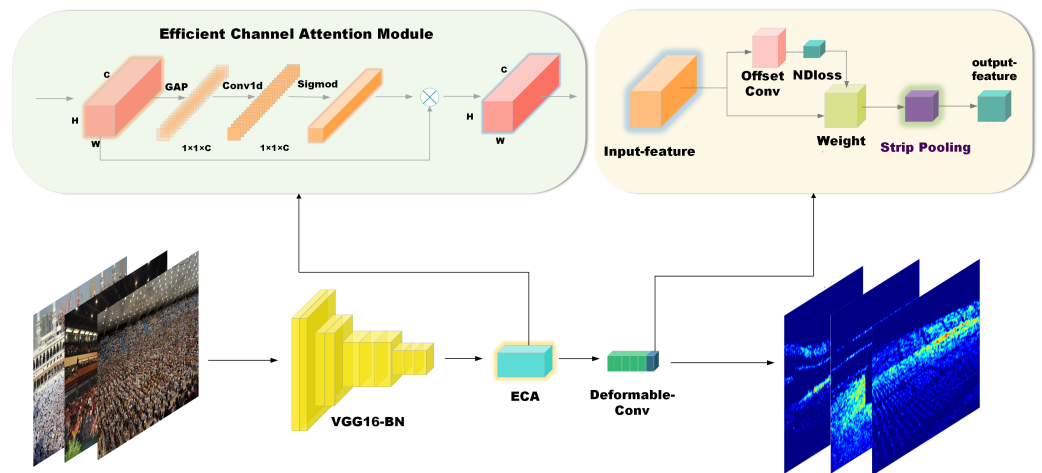 Efficient Channel Attention Module
C
H
W
GAP
1×1×C
Conv1d
1×1×C
Sigmod
C
H
W
Input-feature
Offset
Conv
NDloss
Weight
Strip Pooling
output-
feature
VGG16-BN
ECA
Deformable-
Conv